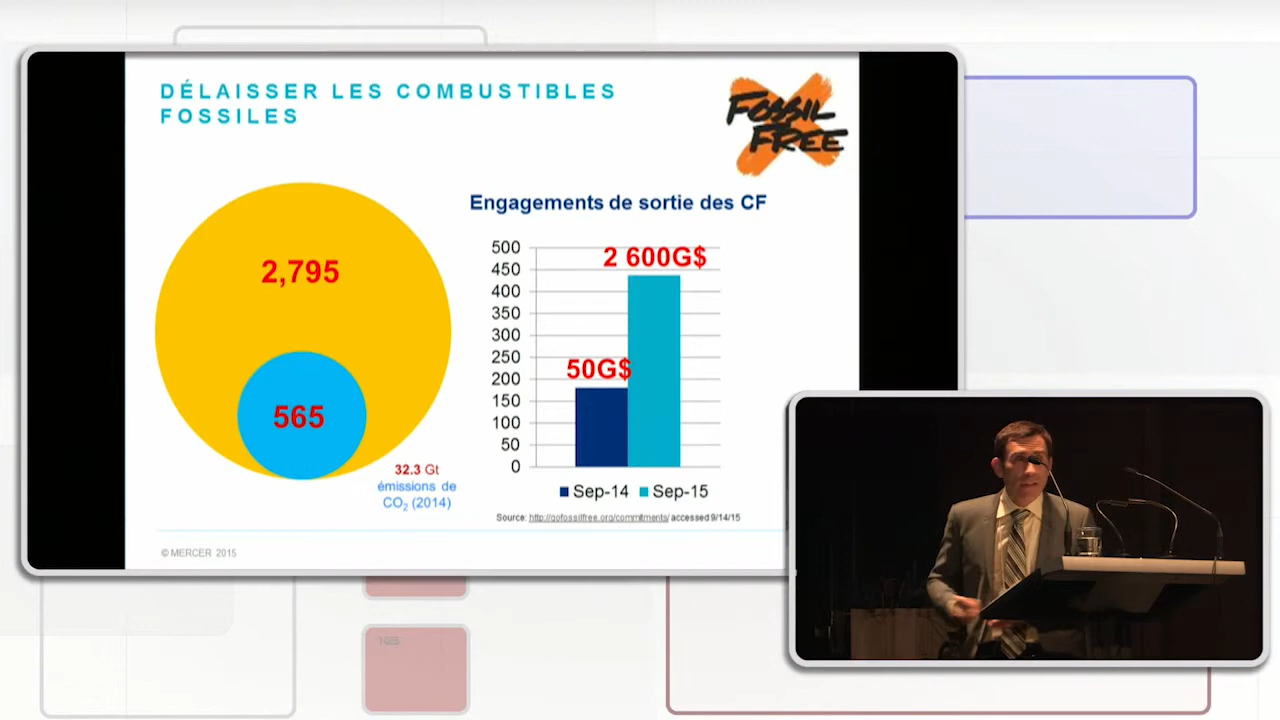 DÉLAISSER LES COMBUSTIBLES
FOSSILES
FOSSIL
FREE
2,795
565
32.3 Gt
émissions de
CO₂ (2014)
Engagements de sortie des CF
500
450
400
350
300
250
200
150
100
50
0
2 600G$
50G$
Sep-14
Sep-15
Source: http://gofossilfree.org/commitments/ accessed 9/14/15
© MERCER 2015